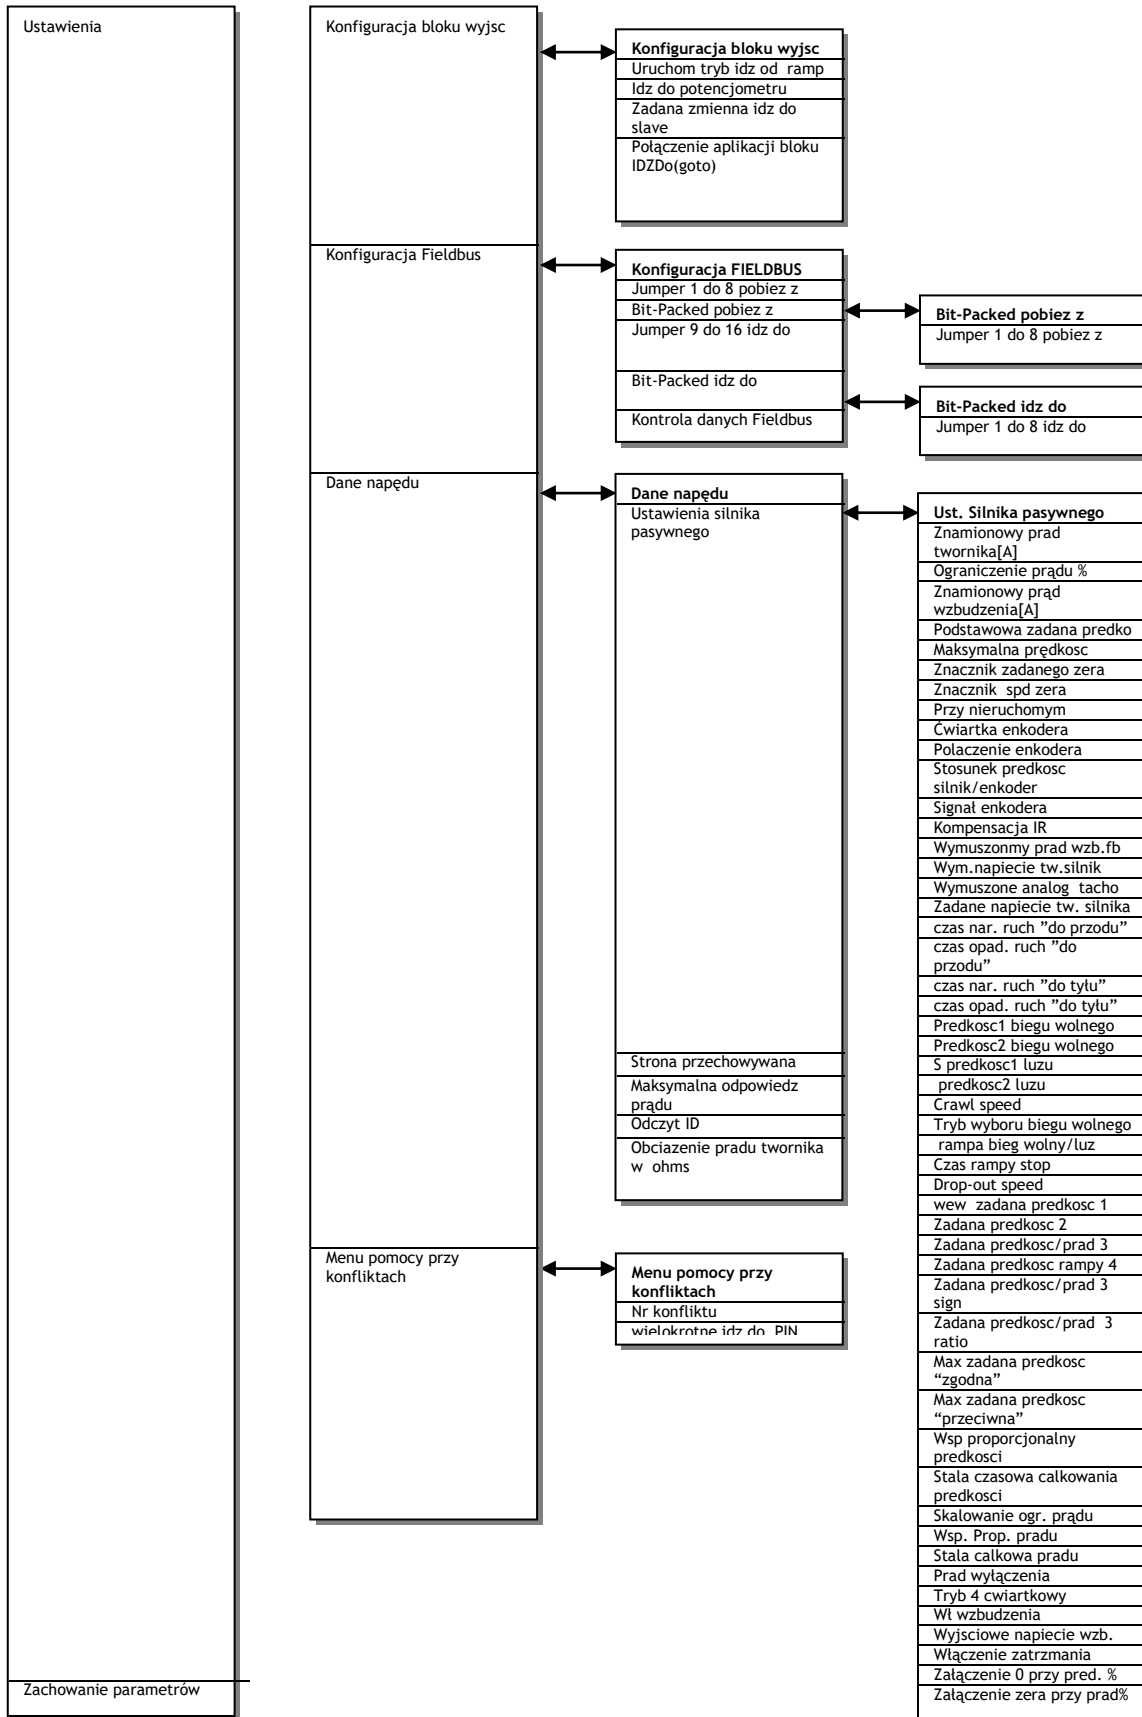 Ustawienia
Zachowanie parametrów
Konfiguracja bloku wyjsc
Konfiguracja Fieldbus
Dane napędu
Menu pomocy przy
konfliktach
Konfiguracja bloku wyjsc
Uruchom tryb idz od  ramp
Idz do potencjometru
Zadana zmienna idz do
slave
Połączenie aplikacji bloku
IDZDo(goto)
Konfiguracja FIELDBUS
Jumper 1 do 8 pobiez z
Bit-Packed pobiez z
Jumper 9 do 16 idz do
Bit-Packed idz do
Kontrola danych Fieldbus
Bit-Packed pobiez z
Jumper 1 do 8 pobiez z
Bit-Packed idz do
Jumper 1 do 8 idz do
Dane napędu
Ustawienia silnika
pasywnego
Strona przechowywana
Maksymalna odpowiedz
prądu
Odczyt ID
Obciazenie pradu twornika
w  ohms
Menu pomocy przy
konfliktach
Nr konfliktu
wielokrotne idz do  PIN
Ust. Silnika pasywnego
Znamionowy prad
twornika[A]
Ograniczenie prądu %
Znamionowy prąd
wzbudzenia[A]
Podstawowa zadana predko
Maksymalna prędkosc
Znacznik zadanego zera
Znacznik  spd zera
Przy nieruchomym
Ćwiartka enkodera
Polaczenie enkodera
Stosunek predkosc
silnik/enkoder
Signał enkodera
Kompensacja IR
Wymuszonmy prad wzb.fb
Wym.napiecie tw.silnik
Wymuszone analog  tacho
Zadane napiecie tw. silnika
czas nar. ruch ”do przodu”
czas opad. ruch ”do
przodu”
czas nar. ruch ”do tyłu”
czas opad. ruch ”do tyłu”
Predkosc1 biegu wolnego
Predkosc2 biegu wolnego
S predkosc1 luzu
predkosc2 luzu
Crawl speed
Tryb wyboru biegu wolnego
rampa bieg wolny/luz
Czas rampy stop
Drop-out speed
wew  zadana predkosc 1
Zadana predkosc 2
Zadana predkosc/prad 3
Zadana predkosc rampy 4
Zadana predkosc/prad 3
sign
Zadana predkosc/prad  3
ratio
Max zadana predkosc
“zgodna”
Max zadana predkosc
“przeciwna”
Wsp proporcjonalny
predkosci
Stala czasowa calkowania
predkosci
Skalowanie ogr. prądu
Wsp. Prop. pradu
Stala calkowa pradu
Prad wyłączenia
Tryb 4 cwiartkowy
Wł wzbudzenia
Wyjsciowe napiecie wzb.
Włączenie zatrzmania
Załączenie 0 przy pred. %
Załączenie zera przy prad%